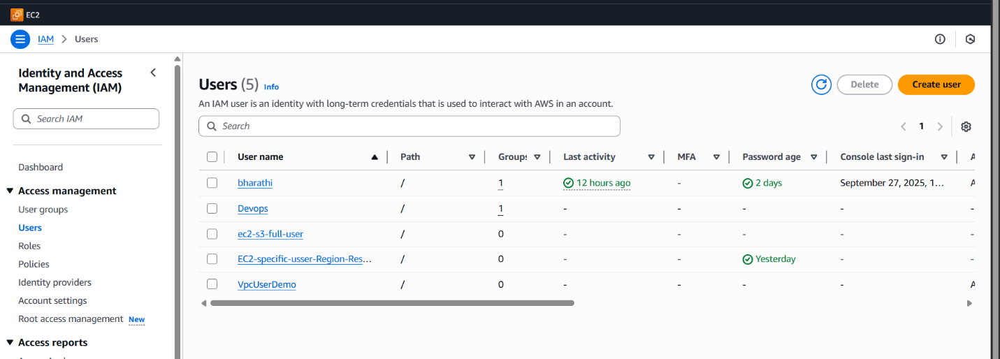 EC2
IAM > Users
Identity and Access
Management (IAM)
Search IAM
Dashboard
Access management
User groups
Users
Roles
Policies
Identity providers
Account settings
Root access management New
Access reports
Users (5) Info
Delete
Create user
An IAM user is an identity with long-term credentials that is used to interact with AWS in an account.
Search
1
User name Path Groups Last activity MFA Password age Console last sign-in A
bharathi / 1 12 hours ago - 2 days September 27, 2025, 1... A
Devops / 1 - - - - -
ec2-s3-full-user / 0 - - - - -
EC2-specific-usser-Region-Res... / 0 - - Yesterday - -
VpcUserDemo / 0 - - - - A